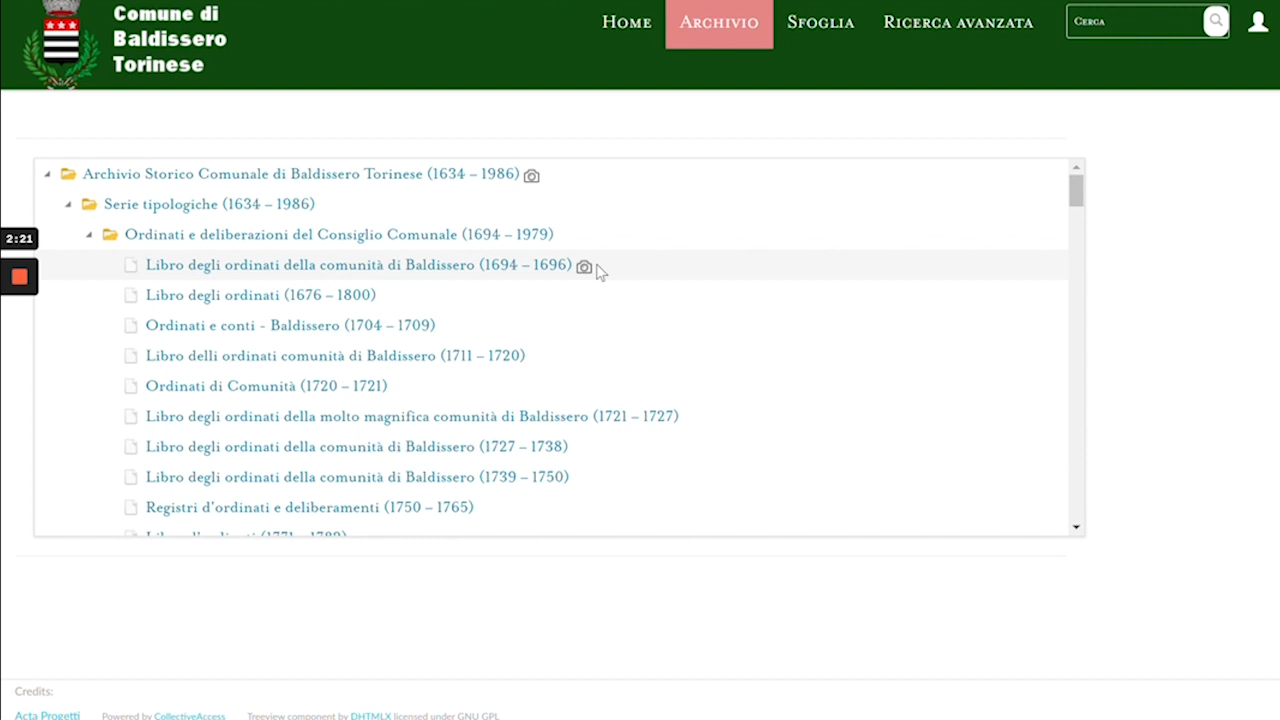 Comune di
Baldissero
Torinese
Home Archivio Sfoglia Ricerca avanzata Cerca
Archivio Storico Comunale di Baldissero Torinese (1634 – 1986)
Serie tipologiche (1634 – 1986)
2:21
Ordinati e deliberazioni del Consiglio Comunale (1694 – 1979)
Libro degli ordinati della comunità di Baldissero (1694 – 1696)
Libro degli ordinati (1676 – 1800)
Ordinati e conti - Baldissero (1704 – 1709)
Libro delli ordinati comunità di Baldissero (1711 – 1720)
Ordinati di Comunità (1720 – 1721)
Libro degli ordinati della molto magnifica comunità di Baldissero (1721 – 1727)
Libro degli ordinati della comunità di Baldissero (1727 – 1738)
Libro degli ordinati della comunità di Baldissero (1739 – 1750)
Registri d'ordinati e deliberamenti (1750 – 1765)
Credits:
Acta Progetti Powered by CollectiveAccess Treeview component by DHTMLX licensed under GNU GPL